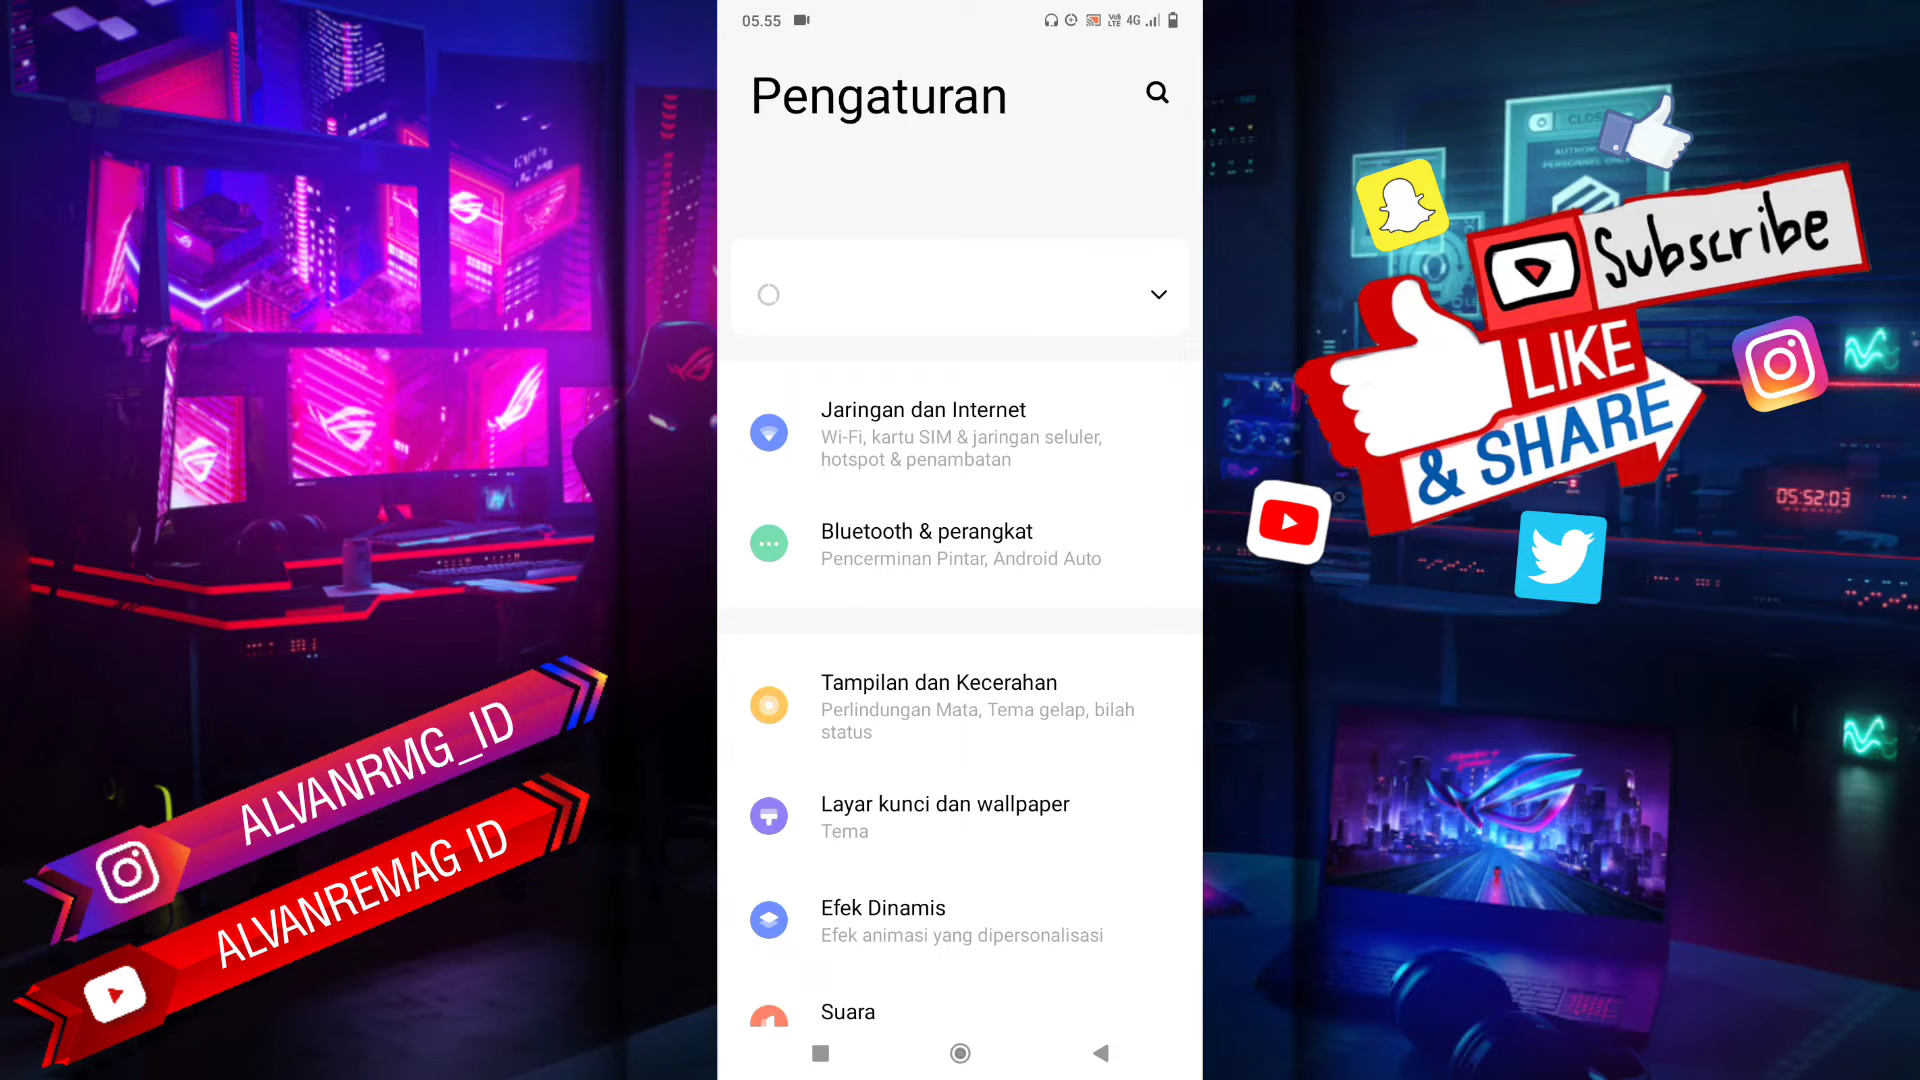 05.55
Vo)
LTE
4G
Pengaturan
Jaringan dan Internet
Wi-Fi, kartu SIM & jaringan seluler,
hotspot & penambatan
Bluetooth & perangkat
Pencerminan Pintar, Android Auto
Tampilan dan Kecerahan
Perlindungan Mata, Tema gelap, bilah
status
Layar kunci dan wallpaper
Tema
Efek Dinamis
Efek animasi yang dipersonalisasi
Suara
ALVANRMG_ID
ALVANREMAG ID
Subscribe
LIKE
& SHARE
05:52:03